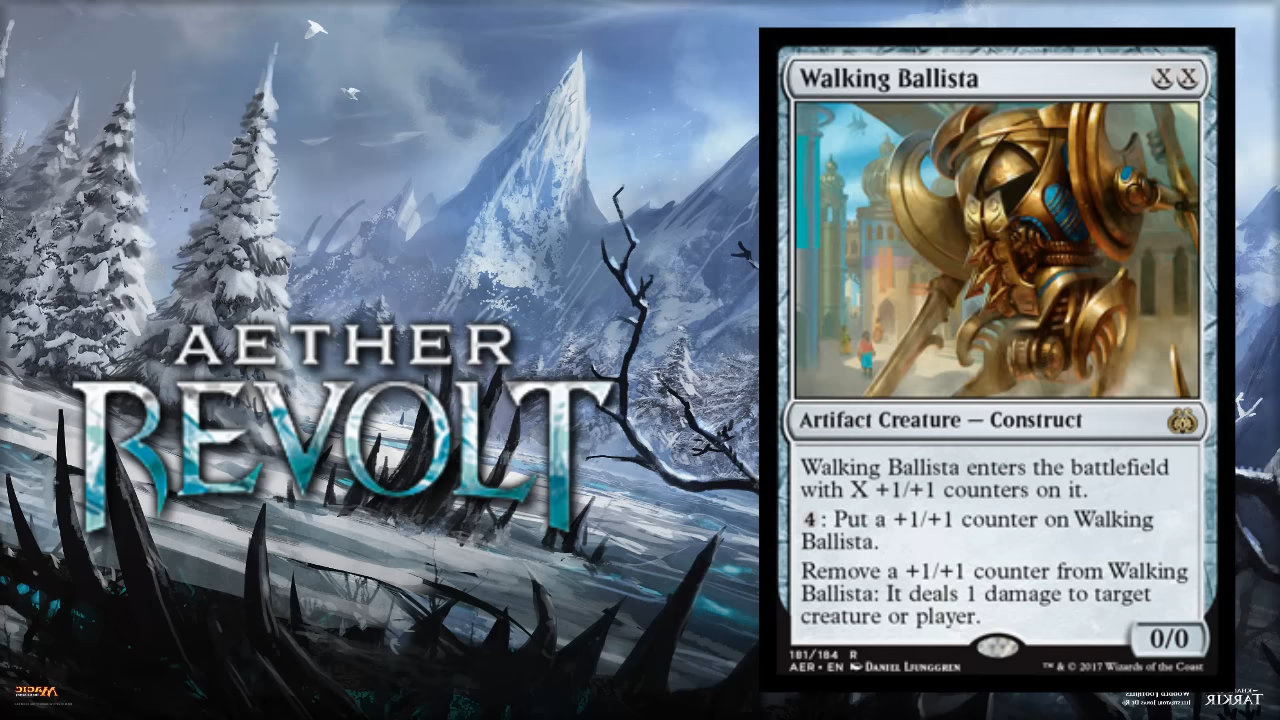 AETHER
REVOLT
Walking Ballista XX
Artifact Creature — Construct
Walking Ballista enters the battlefield
with X +1/+1 counters on it.
4: Put a +1/+1 counter on Walking
Ballista.
Remove a +1/+1 counter from Walking
Ballista: It deals 1 damage to target
creature or player.
0/0
181/184 R
AER • EN DANIEL LJUNGGREN ™ & © 2017 Wizards of the Coast
MAGIC
KHANS
TARKIR